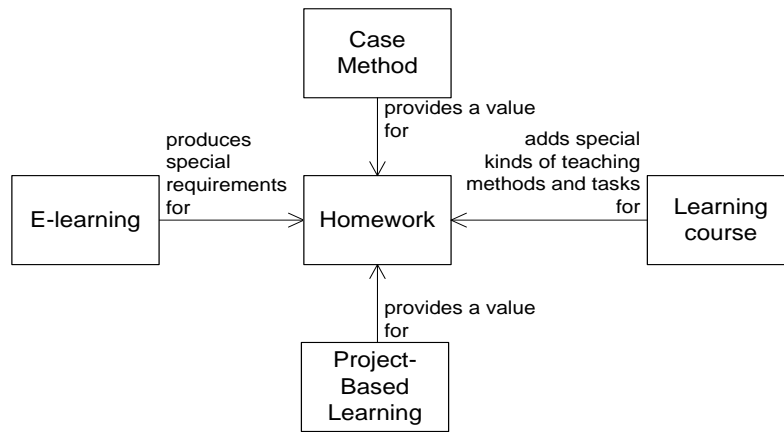 Case
Method
provides a value
for
produces
special
requirements
for
adds special
kinds of teaching
methods and tasks
for
E-learning
Homework
Learning
course
provides a value
for
Project-
Based
Learning